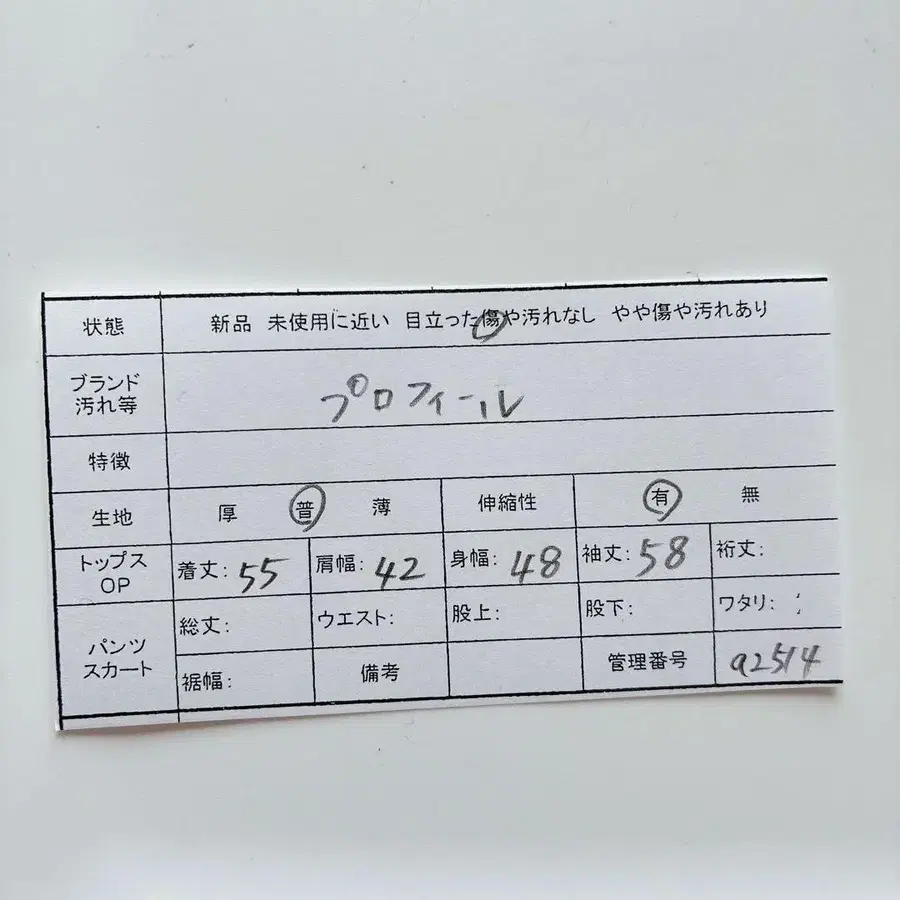 状態 新品 未使用に近い 目立った傷や汚れなし やや傷や汚れあり
ブランド
汚れ等 プロフィール
特徴
生地 厚 普 薄 伸縮性 有 無
トップス
OP 着丈: 55 肩幅: 42 身幅: 48 袖丈: 58 裄丈:
パンツ
スカート 総丈: ウエスト: 股上: 股下: ワタリ:
裾幅: 備考 管理番号 a2514